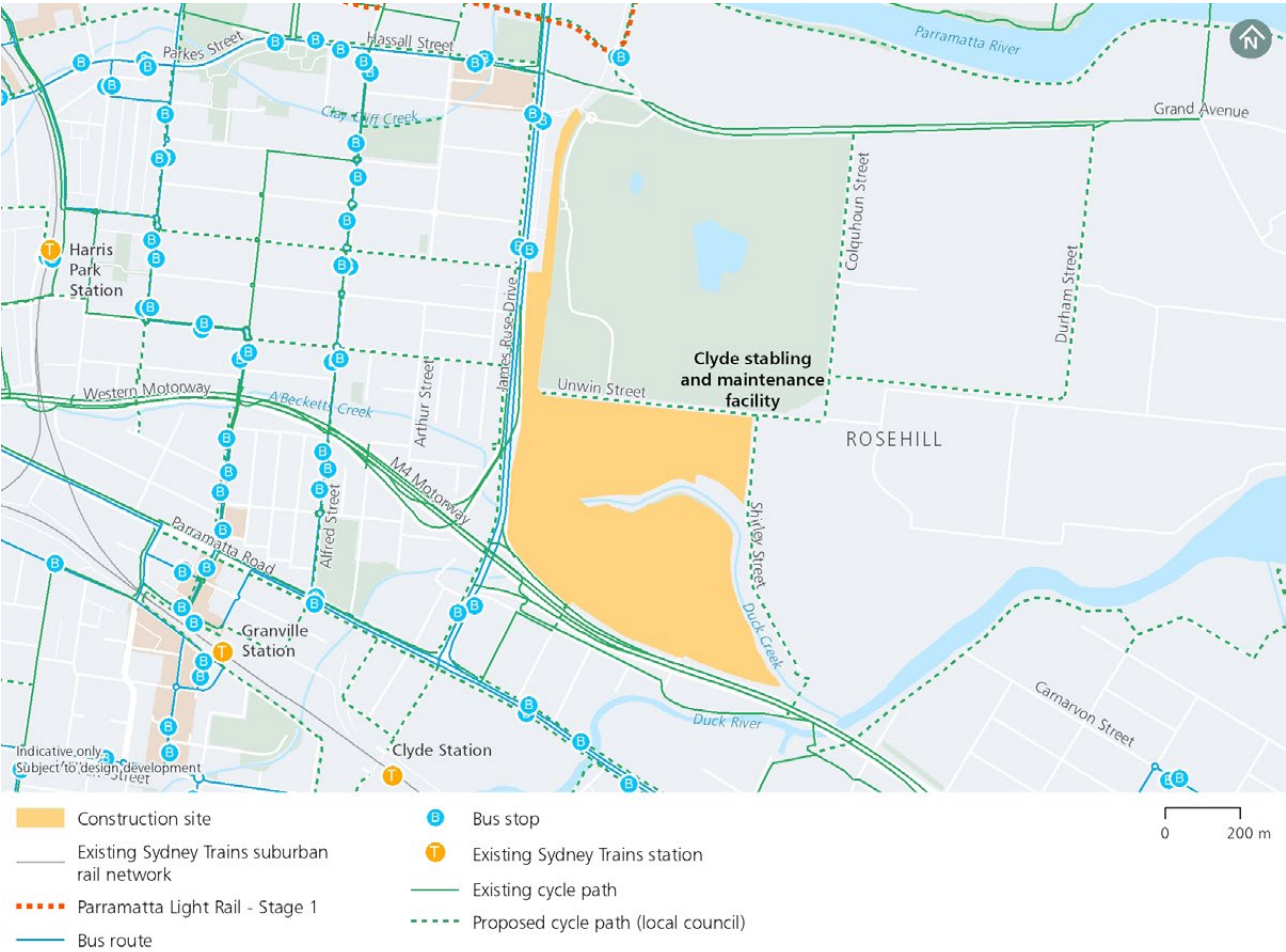 N
Parramatta River
Hassall Street
Parkes Street
Clay Cliff Creek
Grand Avenue
Colquhoun Street
Durham Street
T
Harris
Park
Station
James Ruse Drive
Clyde stabling
and maintenance
facility
Unwin Street
Western Motorway
A'Becketts Creek
Arthur Street
ROSEHILL
M4 Motorway
Alfred Street
Parramatta Road
Shirley Street
Duck Creek
Granville
Station
T
Duck River
Carnarvon Street
Clyde Station
T
Indicative only.
Subject to design development
Street
Construction site
Existing Sydney Trains suburban
rail network
Parramatta Light Rail - Stage 1
Bus route
B Bus stop
T Existing Sydney Trains station
Existing cycle path
Proposed cycle path (local council)
0 200 m